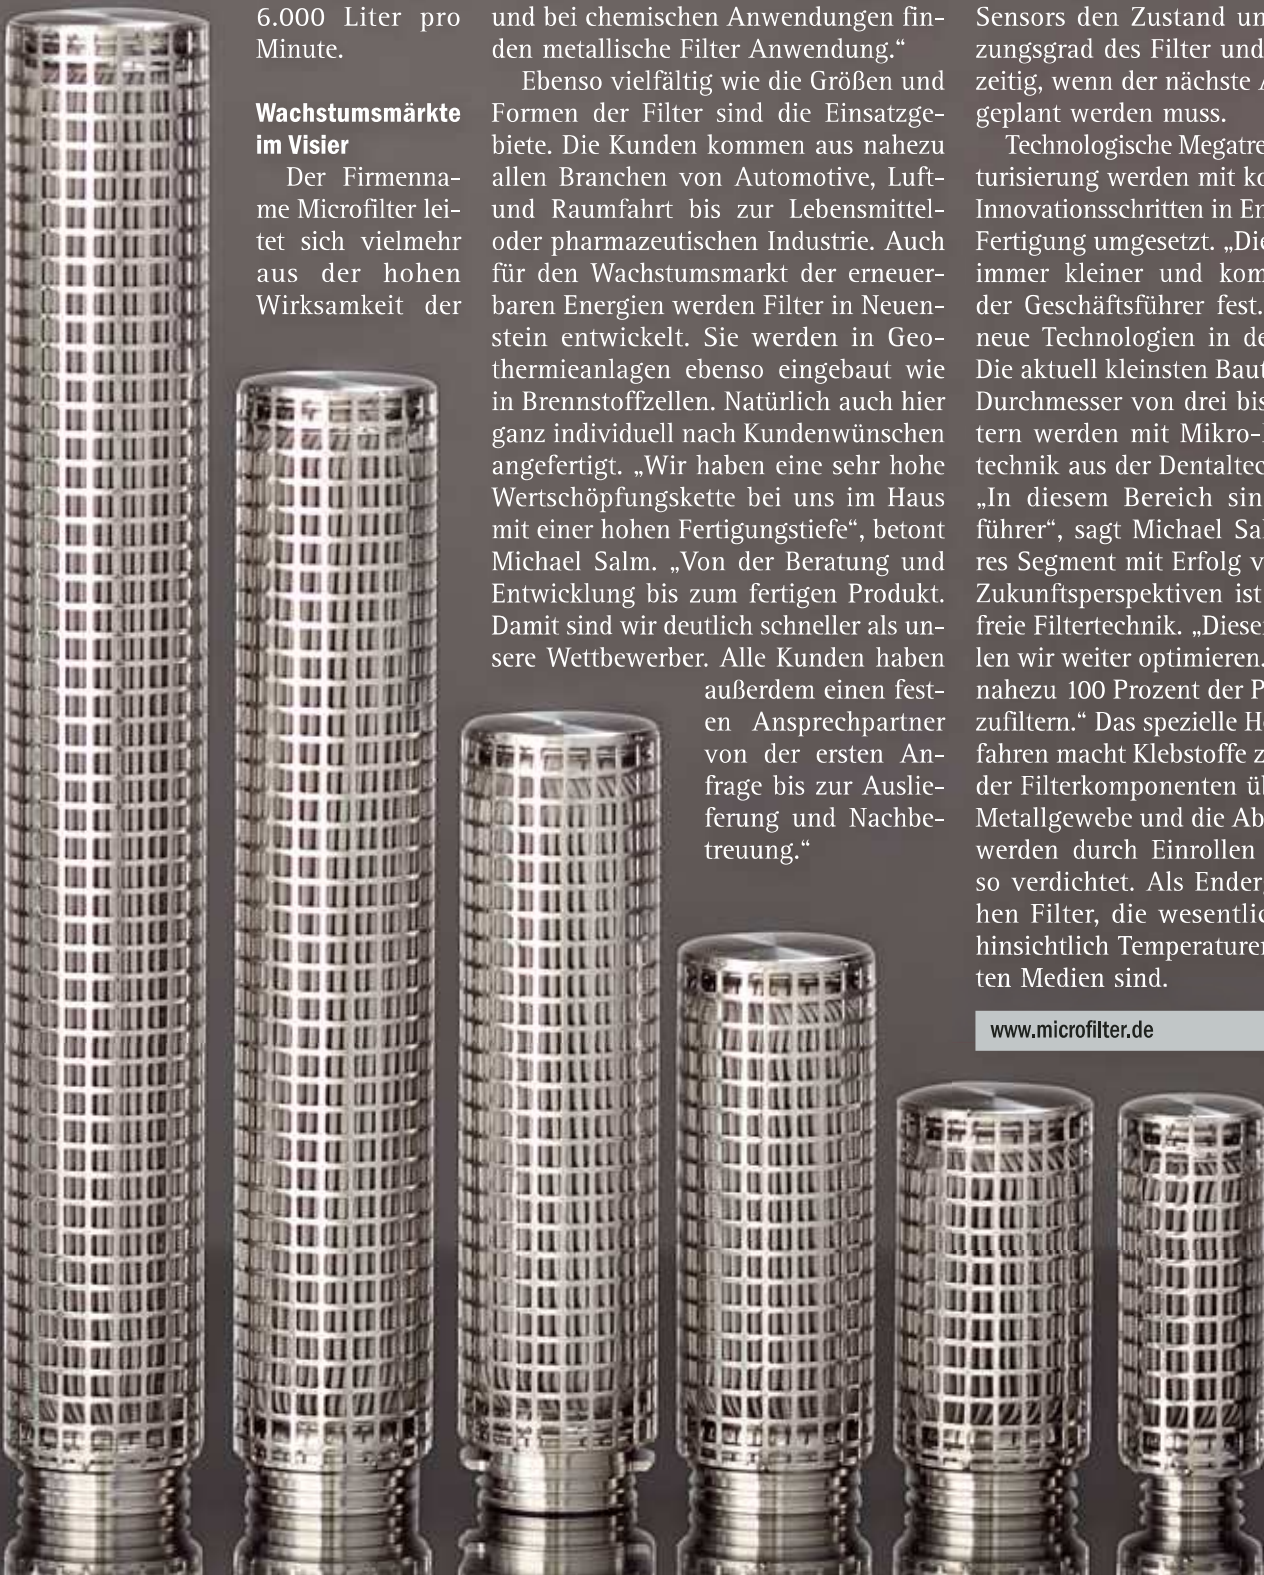 6.000 Liter pro
Minute.
Wachstumsmärkte
im Visier
Der Firmenna-
me Microfilter lei-
tet sich vielmehr
aus der hohen
Wirksamkeit der
und bei chemischen Anwendungen fin-
den metallische Filter Anwendung.“
Ebenso vielfältig wie die Größen und
Formen der Filter sind die Einsatzge-
biete. Die Kunden kommen aus nahezu
allen Branchen von Automotive, Luft-
und Raumfahrt bis zur Lebensmittel-
oder pharmazeutischen Industrie. Auch
für den Wachstumsmarkt der erneuer-
baren Energien werden Filter in Neuen-
stein entwickelt. Sie werden in Geo-
thermieanlagen ebenso eingebaut wie
in Brennstoffzellen. Natürlich auch hier
ganz individuell nach Kundenwünschen
angefertigt. „Wir haben eine sehr hohe
Wertschöpfungskette bei uns im Haus
mit einer hohen Fertigungstiefe“, betont
Michael Salm. „Von der Beratung und
Entwicklung bis zum fertigen Produkt.
Damit sind wir deutlich schneller als un-
sere Wettbewerber. Alle Kunden haben
außerdem einen fest-
en Ansprechpartner
von der ersten An-
frage bis zur Auslie-
ferung und Nachbe-
treuung.“
Sensors den Zustand un
zungsgrad des Filter und
zeitig, wenn der nächste A
geplant werden muss.
Technologische Megatre
turisierung werden mit ko
Innovationsschritten in En
Fertigung umgesetzt. „Die
immer kleiner und kom
der Geschäftsführer fest.
neue Technologien in de
Die aktuell kleinsten Baut
Durchmesser von drei bis
tern werden mit Mikro-
technik aus der Dentaltec
„In diesem Bereich sin
führer“, sagt Michael Sal
res Segment mit Erfolg v
Zukunftsperspektiven ist
freie Filtertechnik. „Dieser
len wir weiter optimieren.
nahezu 100 Prozent der P
zufiltern.“ Das spezielle He
fahren macht Klebstoffe z
der Filterkomponenten üb
Metallgewebe und die Ab
werden durch Einrollen
so verdichtet. Als Enderg
hen Filter, die wesentlic
hinsichtlich Temperaturen
ten Medien sind.
www.microfilter.de